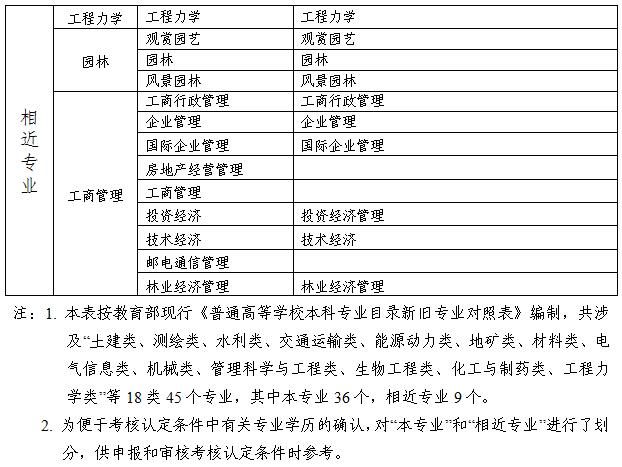 相近专业
工程力学 工程力学 工程力学
园林 观赏园艺 观赏园艺
园林 园林
风景园林 风景园林
工商管理 工商行政管理 工商行政管理
企业管理 企业管理
国际企业管理 国际企业管理
房地产经营管理
工商管理
投资经济 投资经济管理
技术经济 技术经济
邮电通信管理
林业经济管理 林业经济管理
注：1. 本表按教育部现行《普通高等学校本科专业目录新旧专业对照表》编制，共涉
及“土建类、测绘类、水利类、交通运输类、能源动力类、地矿类、材料类、电
气信息类、机械类、管理科学与工程类、生物工程类、化工与制药类、工程力
学类”等 18 类 45 个专业，其中本专业 36 个，相近专业 9 个。
2. 为便于考核认定条件中有关专业学历的确认，对“本专业”和“相近专业”进行了划
分，供申报和审核考核认定条件时参考。